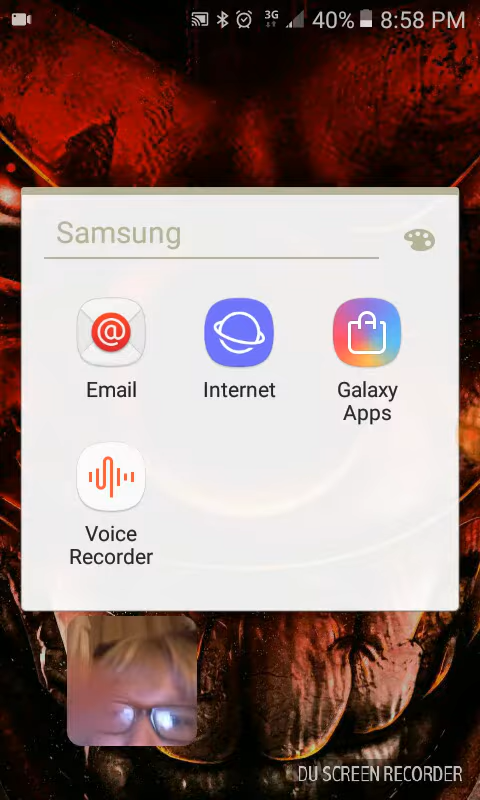 3G 40% 8:58 PM
Samsung
@
Email Internet Galaxy Apps
Voice Recorder
DU SCREEN RECORDER